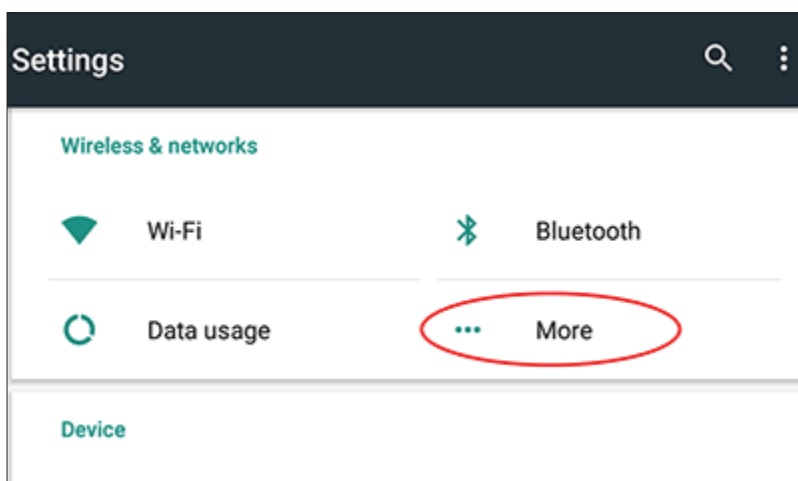 Settings
Wireless & networks
Wi-Fi
Bluetooth
Data usage
More
Device